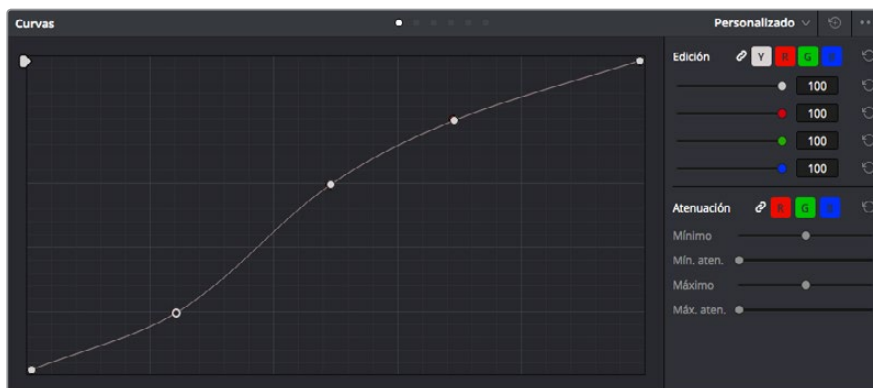 Curvas
Personalizado
Edición Y R G B
100
100
100
100
Atenuación R G B
Mínimo
Mín. aten.
Máximo
Máx. aten.